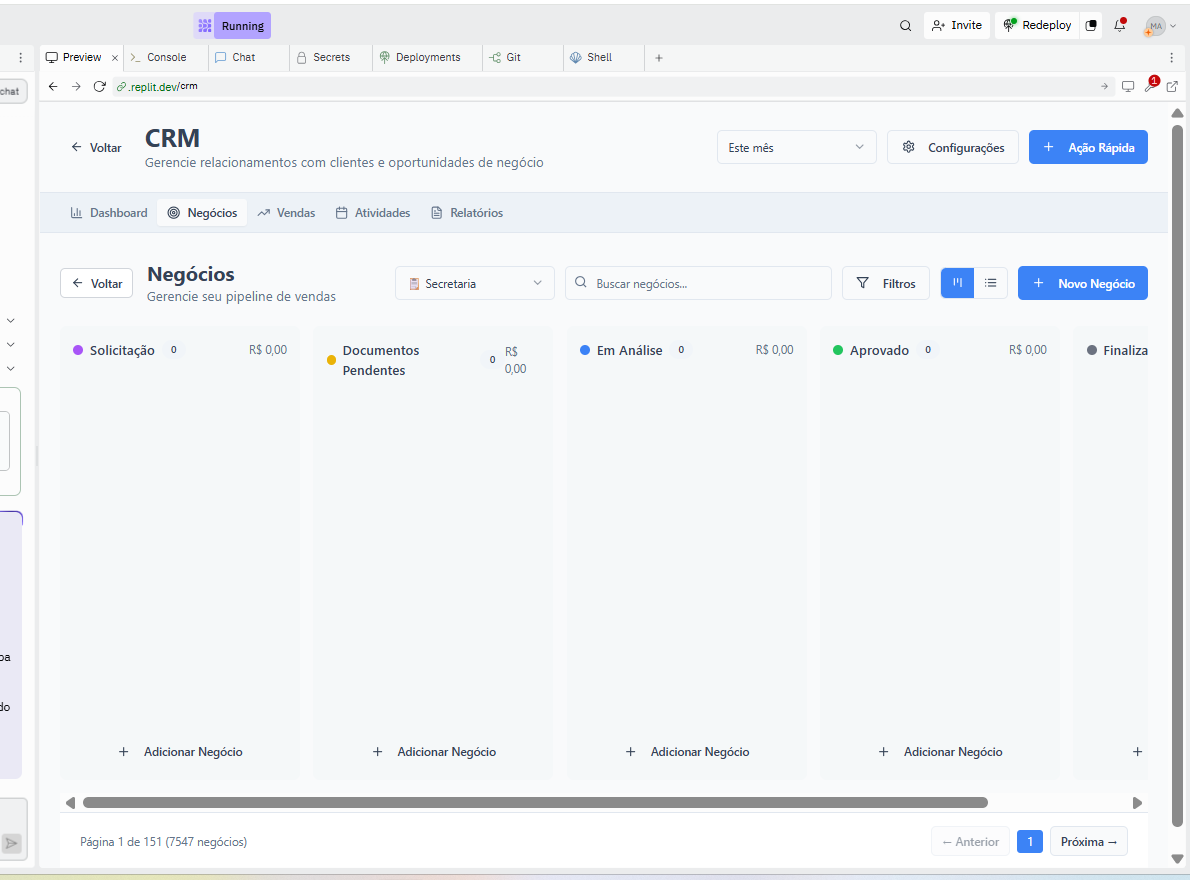 Running
Invite
Redeploy
MA
Preview
Console
Chat
Secrets
Deployments
Git
Shell
chat
.replit.dev/crm
1
Voltar
CRM
Gerencie relacionamentos com clientes e oportunidades de negócio
Este mês
Configurações
Ação Rápida
Dashboard
Negócios
Vendas
Atividades
Relatórios
Voltar
Negócios
Gerencie seu pipeline de vendas
Secretaria
Buscar negócios...
Filtros
Novo Negócio
Solicitação 0 R$ 0,00
Documentos
Pendentes
0
R$
0,00
Em Análise 0 R$ 0,00
Aprovado 0 R$ 0,00
Finaliza
oa
do
+ Adicionar Negócio
+ Adicionar Negócio
+ Adicionar Negócio
+ Adicionar Negócio
+
Página 1 de 151 (7547 negócios)
← Anterior
1
Próxima →